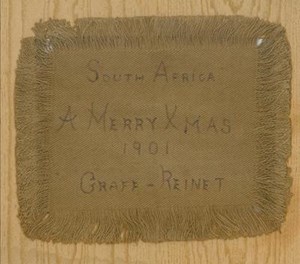 South Africa
A Merry Xmas
1901
Graff-Reinet